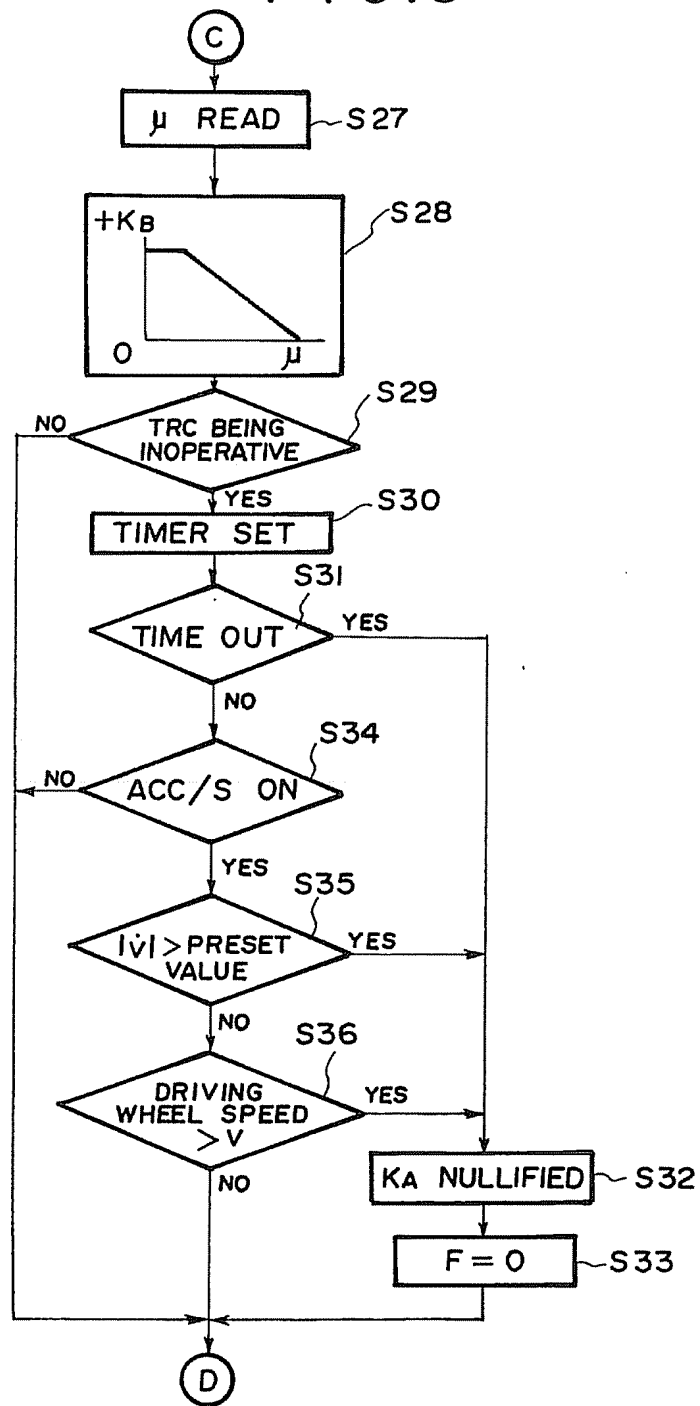 C
μ READ
S27
S28
+KB
0
μ
S29
NO
TRC BEING
INOPERATIVE
YES
S30
TIMER SET
S31
TIME OUT
YES
NO
S34
NO
ACC/S ON
YES
S35
|v̇| > PRESET
VALUE
YES
NO
S36
DRIVING
WHEEL SPEED
> V
YES
NO
KA NULLIFIED
S32
F = 0
S33
D